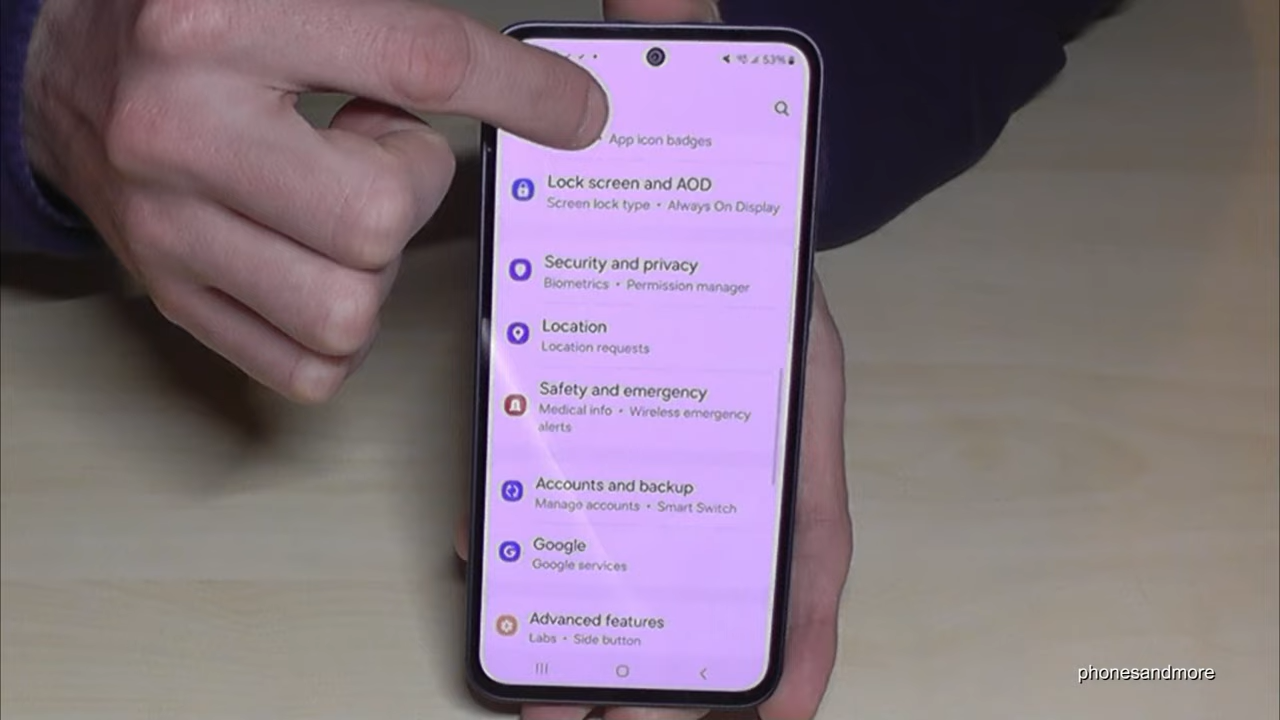 53%
App icon badges
Lock screen and AOD
Screen lock type • Always On Display
Security and privacy
Biometrics • Permission manager
Location
Location requests
Safety and emergency
Medical info • Wireless emergency
alerts
Accounts and backup
Manage accounts • Smart Switch
Google
Google services
Advanced features
Labs • Side button
phonesandmore